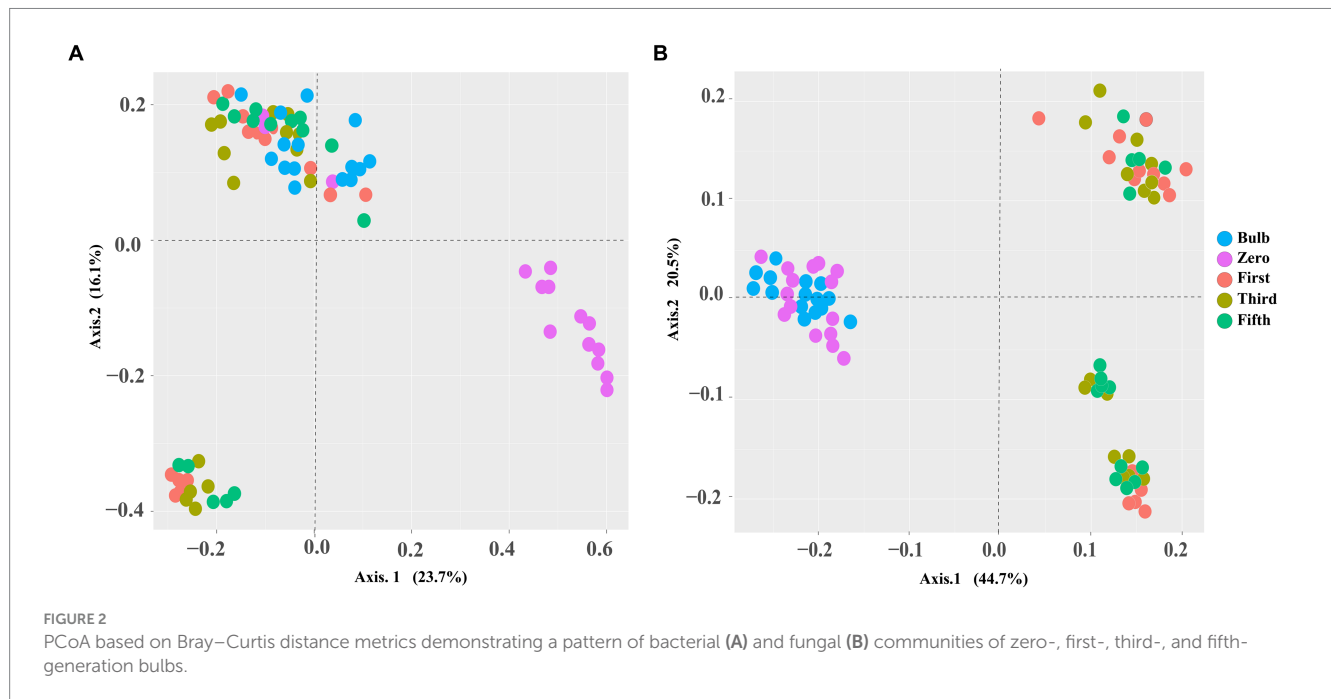 A
0.2
0.0
−0.2
−0.4
Axis.2 (16.1%)
−0.2
0.0
0.2
0.4
0.6
Axis. 1 (23.7%)
B
0.2
0.1
0.0
−0.1
−0.2
Axis.2 20.5%)
−0.2
−0.1
0.0
0.1
0.2
Axis.1 (44.7%)
Bulb
Zero
First
Third
Fifth
FIGURE 2
PCoA based on Bray–Curtis distance metrics demonstrating a pattern of bacterial (A) and fungal (B) communities of zero-, first-, third-, and fifth-
generation bulbs.